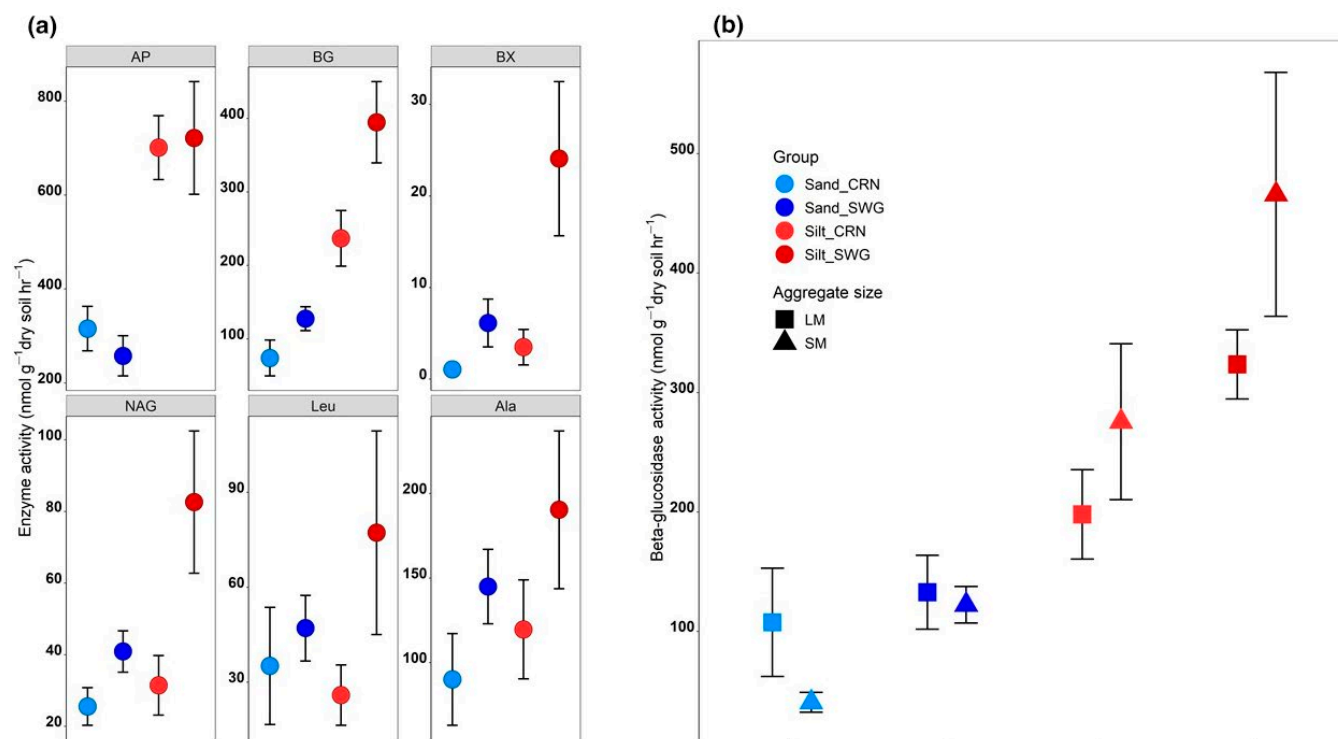 (a)
AP
BG
BX
800
600
400
200
400
300
200
100
30
20
10
0
NAG
Leu
Ala
100
80
60
40
20
90
60
30
200
150
100
Enzyme activity (nmol g⁻¹dry soil hr⁻¹)
(b)
Beta-glucosidase activity (nmol g⁻¹dry soil hr⁻¹)
500
400
300
200
100
Group
Sand_CRN
Sand_SWG
Silt_CRN
Silt_SWG
Aggregate size
LM
SM